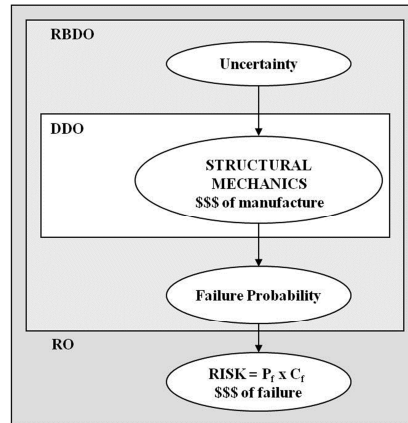 RBDO
Uncertainty
DDO
STRUCTURAL
MECHANICS
$$$ of manufacture
Failure Probability
RO
RISK = Pf x Cf
$$$ of failure